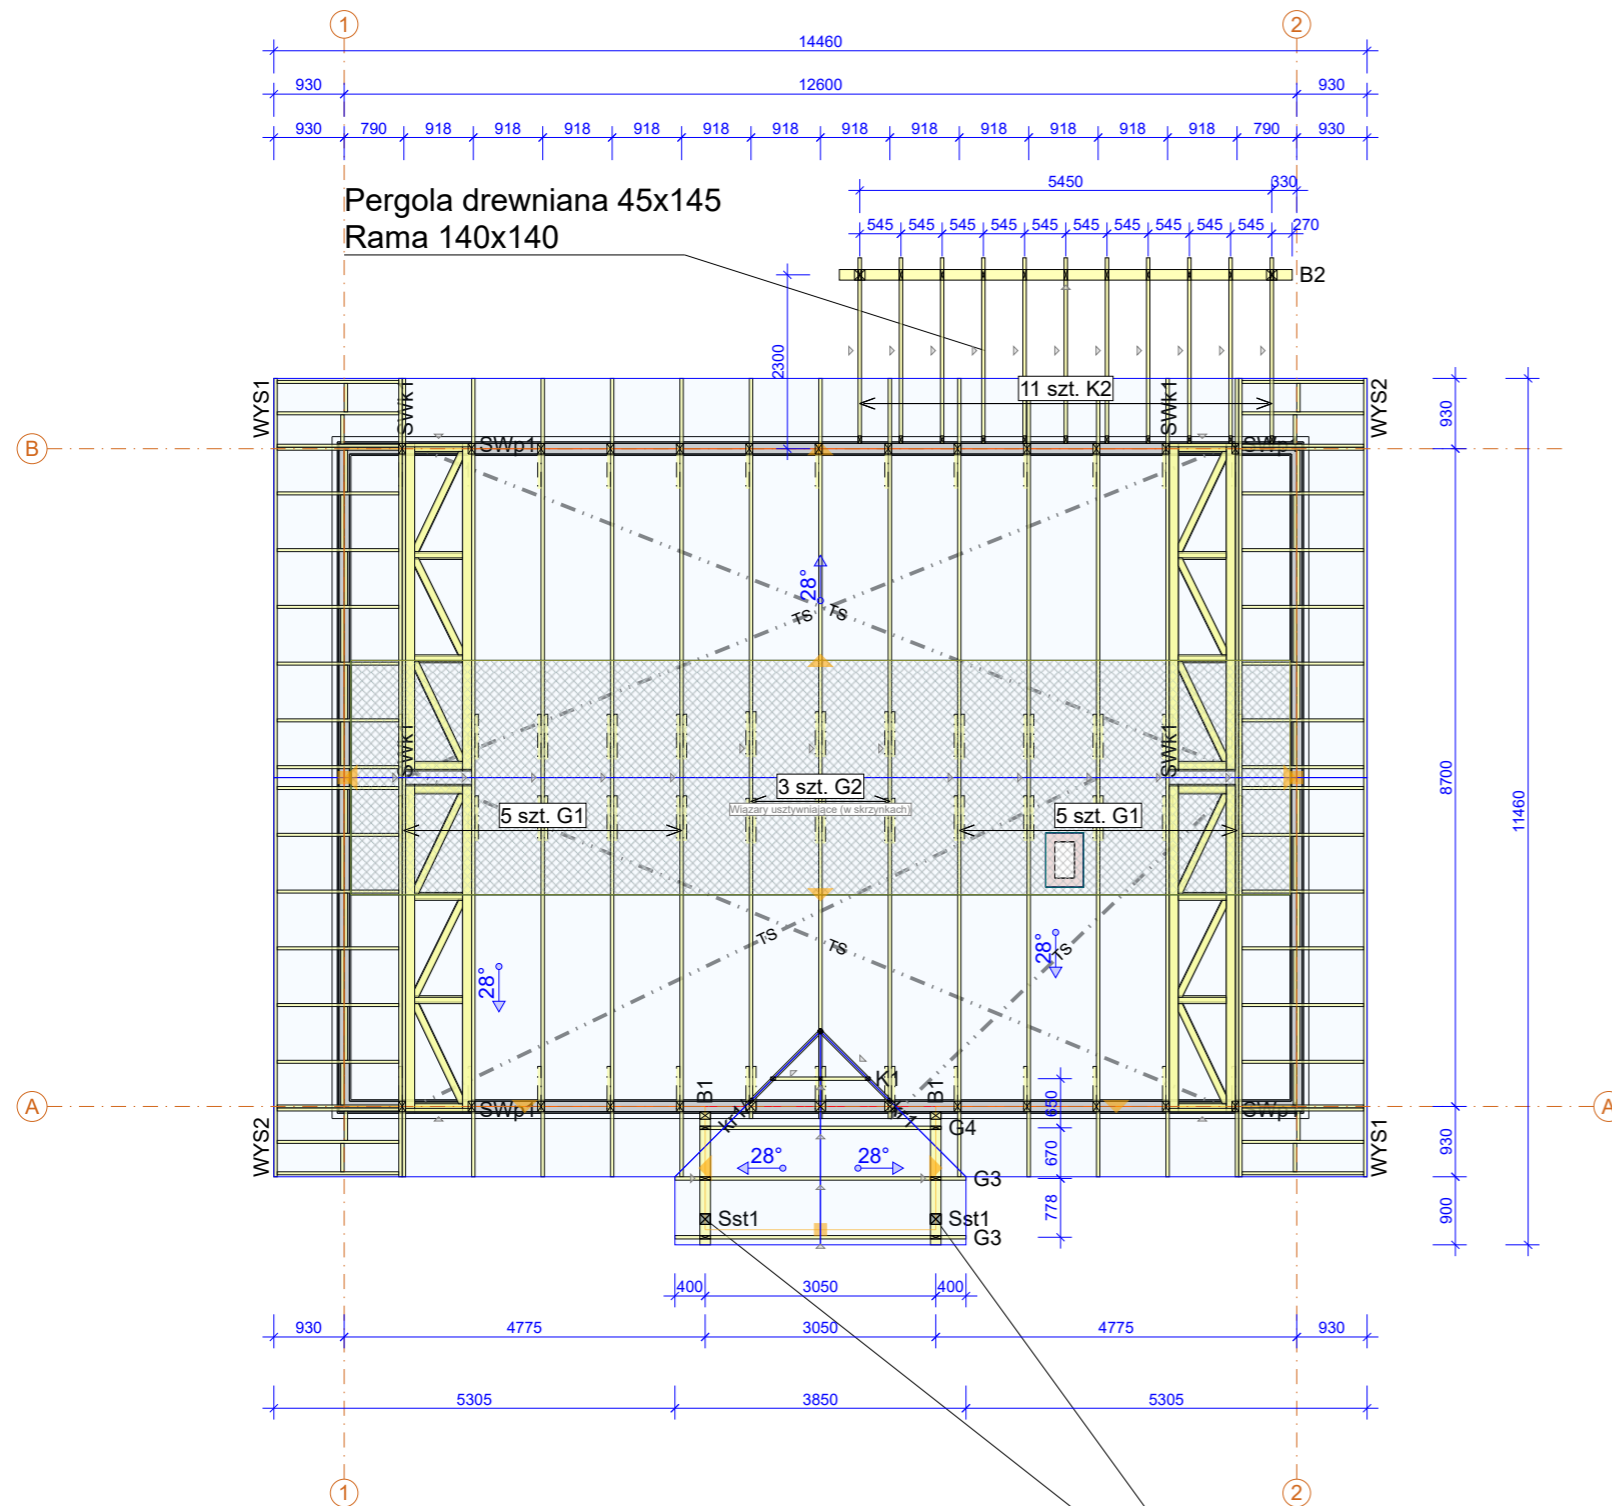 1 2
14460
930 12600 930
930 790 918 918 918 918 918 918 918 918 918 918 918 918 790 930
Pergola drewniana 45x145
Rama 140x140
5450 330
545 545 545 545 545 545 545 545 545 545 270
B2
2300
11 szt. K2
WYS1 SWk1 SWk1 WYS2
930
B SWp1
28°
TS TS
SWk1 SWk1
3 szt. G2
Wiązary usztywniające (w skrzynkach)
5 szt. G1 5 szt. G1
8700
11460
TS TS TS
28° 28°
K1
A SWp1 B1 B1 A
650
G4
WYS2 28° 28° 670 930 WYS1
G3
778 900
Sst1 Sst1
G3
400 3050 400
930 4775 3050 4775 930
5305 3850 5305
1 2